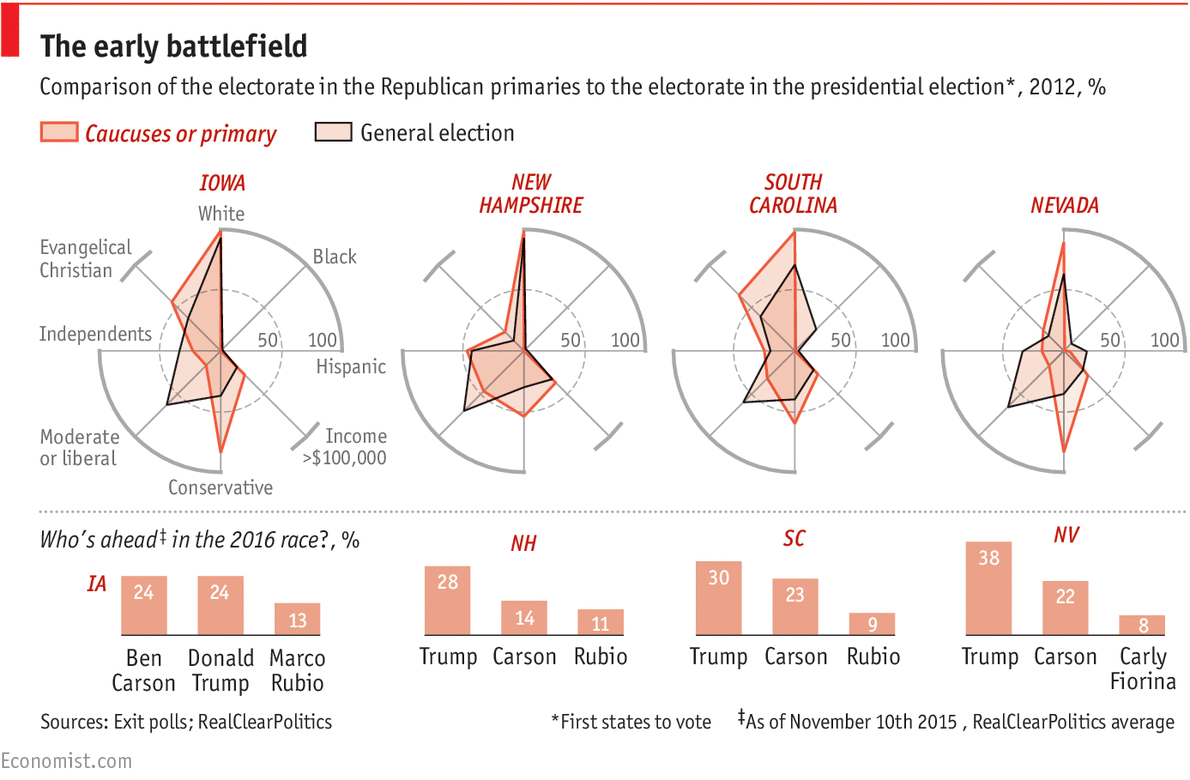 The early battlefield
Comparison of the electorate in the Republican primaries to the electorate in the presidential election*, 2012, %
Caucuses or primary
General election
IOWA
White
Black
Evangelical
Christian
Independents
50
100
Hispanic
Moderate
or liberal
Income
>$100,000
Conservative
NEW
HAMPSHIRE
50
100
SOUTH
CAROLINA
50
100
NEVADA
50
100
Who's ahead‡ in the 2016 race?, %
IA
24
24
13
Ben
Carson
Donald
Trump
Marco
Rubio
NH
28
14
11
Trump
Carson
Rubio
SC
30
23
9
Trump
Carson
Rubio
NV
38
22
8
Trump
Carson
Carly
Fiorina
Sources: Exit polls; RealClearPolitics
*First states to vote
‡As of November 10th 2015 , RealClearPolitics average
Economist.com